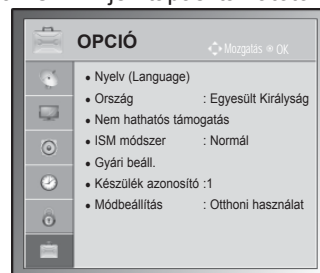 OPCIÓ
Mozgatás OK
• Nyelv (Language)
• Ország : Egyesült Királyság
• Nem hathatós támogatás
• ISM módszer : Normál
• Gyári beáll.
• Készülék azonosító :1
• Módbeállítás : Otthoni használat